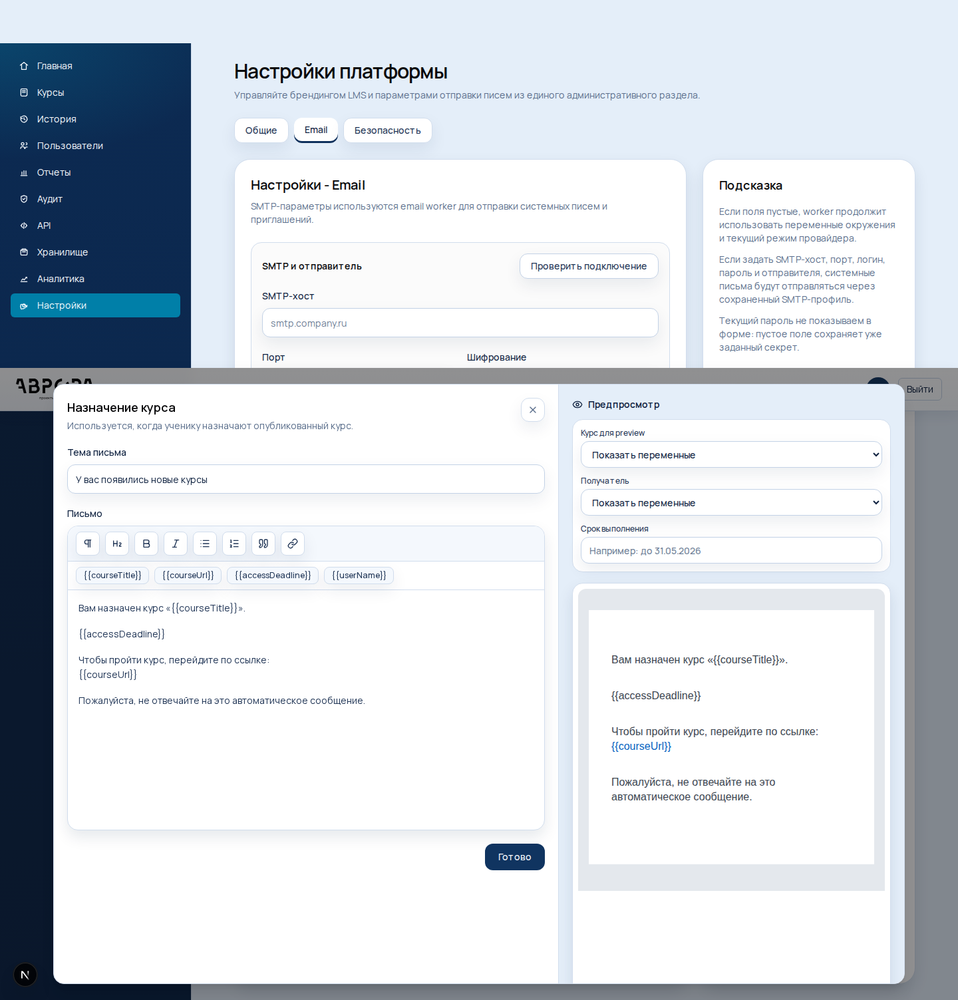 Главная
Курсы
История
Пользователи
Отчеты
Аудит
API
Хранилище
Аналитика
Настройки
Настройки платформы
Управляйте брендингом LMS и параметрами отправки писем из единого административного раздела.
Общие
Email
Безопасность
Настройки - Email
SMTP-параметры используются email worker для отправки системных писем и
приглашений.
SMTP и отправитель
Проверить подключение
SMTP-хост
smtp.company.ru
Порт
Шифрование
Подсказка
Если поля пустые, worker продолжит
использовать переменные окружения
и текущий режим провайдера.
Если задать SMTP-хост, порт, логин,
пароль и отправителя, системные
письма будут отправляться через
сохраненный SMTP-профиль.
Текущий пароль не показываем в
форме: пустое поле сохраняет уже
заданный секрет.
Выйти
Назначение курса
Используется, когда ученику назначают опубликованный курс.
Тема письма
У вас появились новые курсы
Письмо
H2
B
I
{{courseTitle}}
{{courseUrl}}
{{accessDeadline}}
{{userName}}
Вам назначен курс «{{courseTitle}}».
{{accessDeadline}}
Чтобы пройти курс, перейдите по ссылке:
{{courseUrl}}
Пожалуйста, не отвечайте на это автоматическое сообщение.
Готово
Предпросмотр
Курс для preview
Показать переменные
Получатель
Показать переменные
Срок выполнения
Например: до 31.05.2026
Вам назначен курс «{{courseTitle}}».
{{accessDeadline}}
Чтобы пройти курс, перейдите по ссылке:
{{courseUrl}}
Пожалуйста, не отвечайте на это
автоматическое сообщение.
N